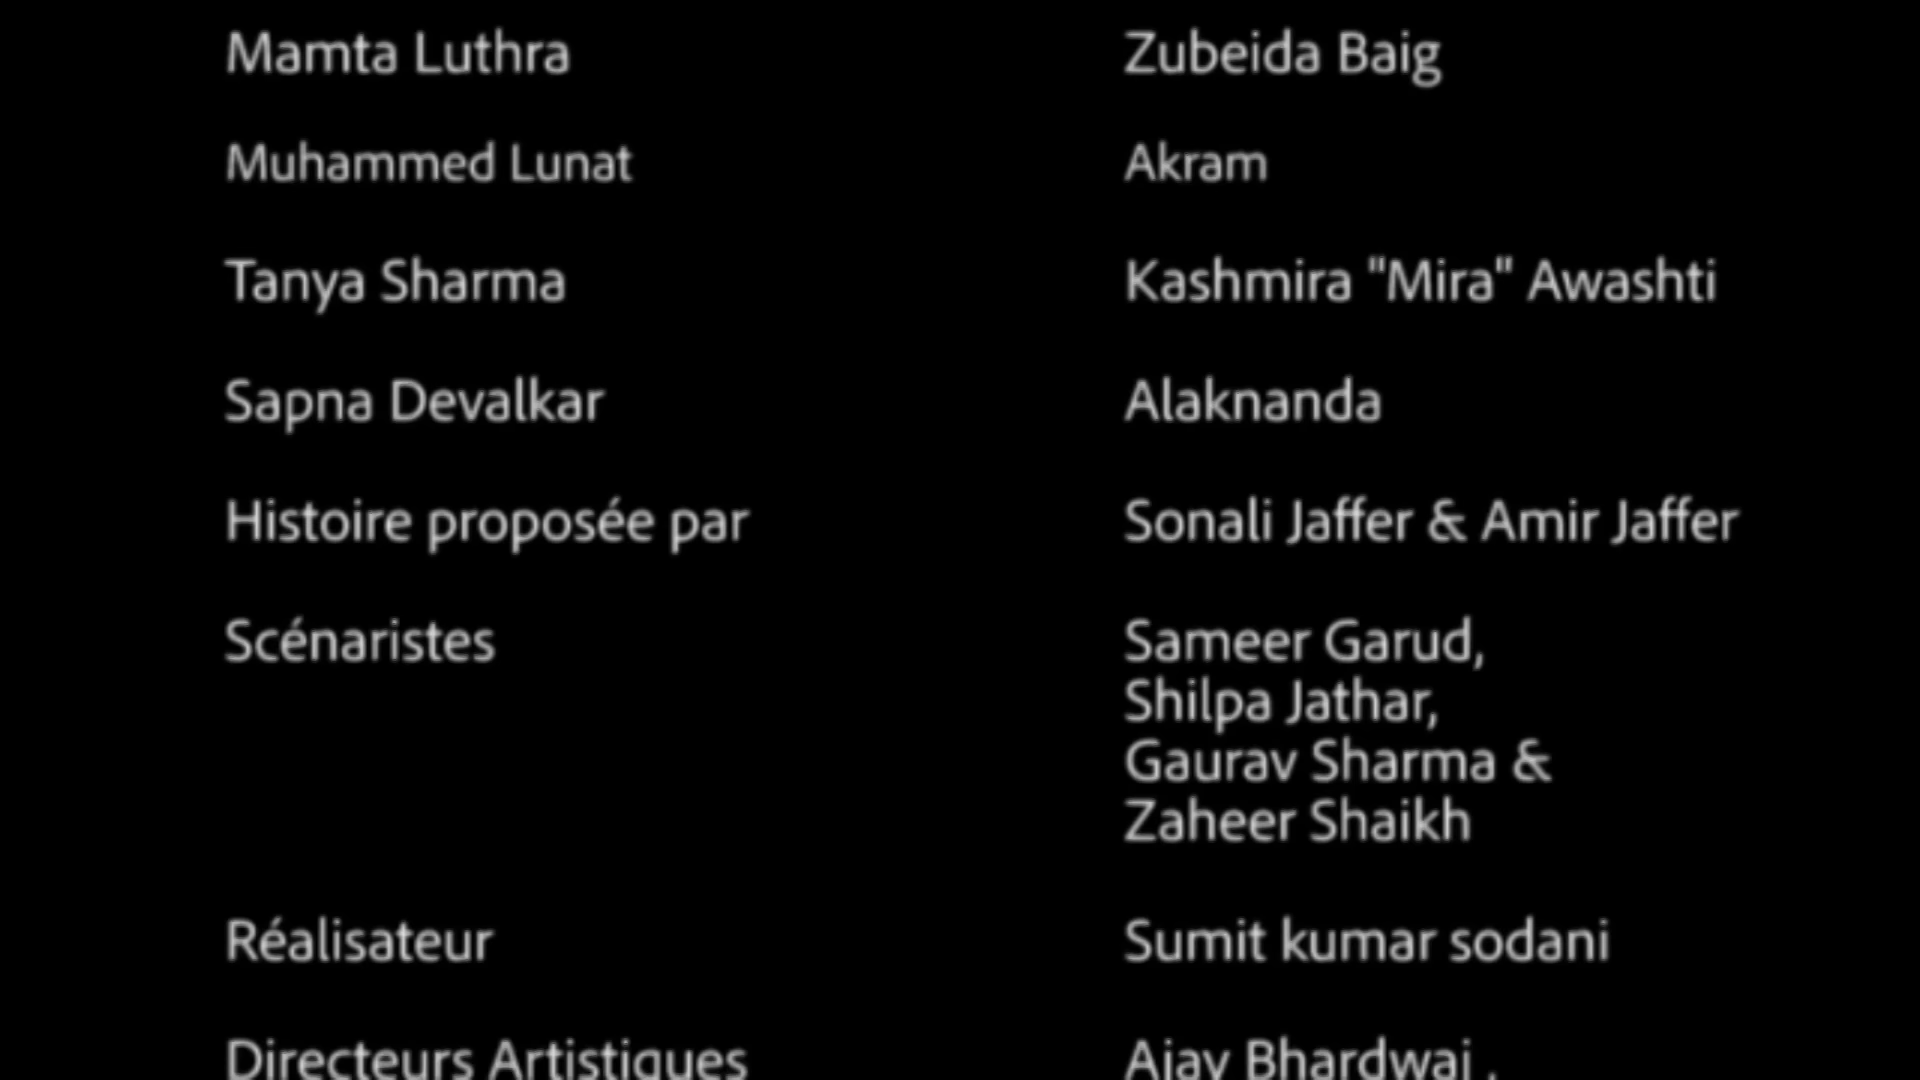 Mamta Luthra Zubeida Baig
Muhammed Lunat Akram
Tanya Sharma Kashmira "Mira" Awashti
Sapna Devalkar Alaknanda
Histoire proposée par Sonali Jaffer & Amir Jaffer
Scénaristes Sameer Garud,
Shilpa Jathar,
Gaurav Sharma &
Zaheer Shaikh
Réalisateur Sumit kumar sodani
Directeurs Artistiques Ajay Bhardwaj ,